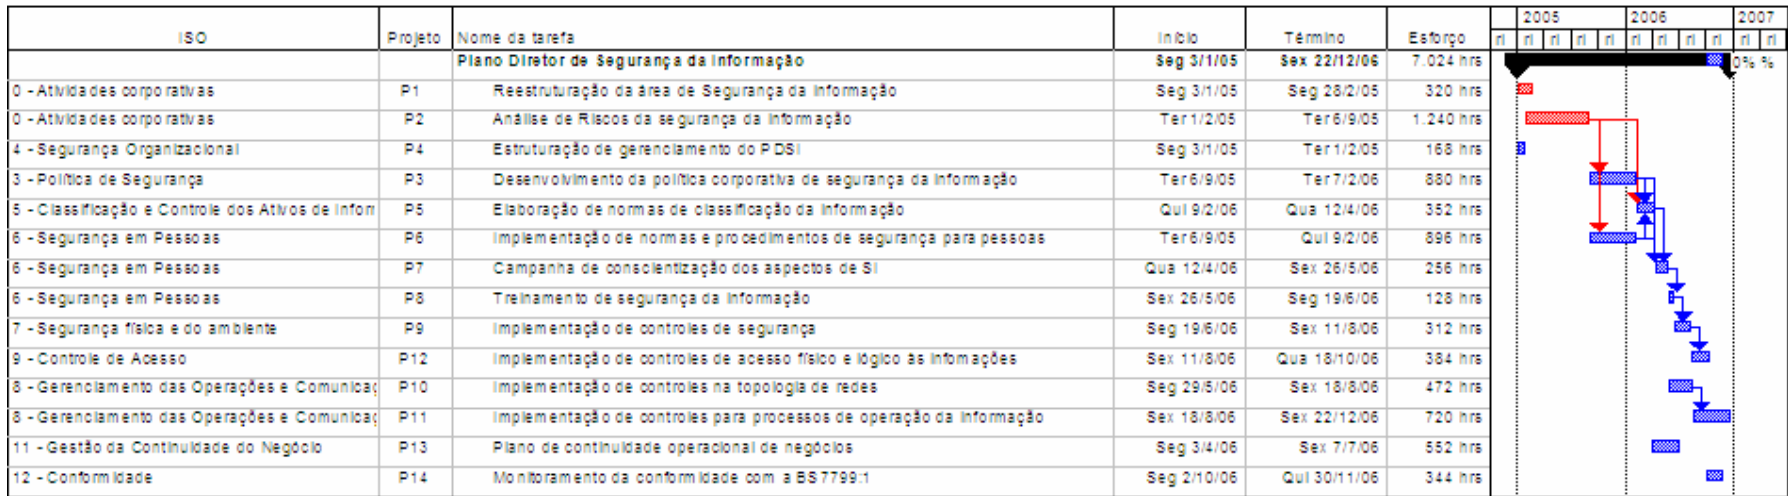 2005 2006 2007
ISO Projeto Nome da tarefa Início Término Esforço ri ri ri ri ri ri ri ri ri ri ri
Plano Diretor de Segurança da Informação Seg 3/1/05 Sex 22/12/06 7.024 hrs 0% %
0 - Atividades corporativas P1 Reestruturação da área de Segurança da Informação Seg 3/1/05 Seg 28/2/05 320 hrs
0 - Atividades corporativas P2 Análise de Riscos da segurança da informação Ter 1/2/05 Ter 6/9/05 1.240 hrs
4 - Segurança Organizacional P4 Estruturação de gerenciamento do PDSI Seg 3/1/05 Ter 1/2/05 168 hrs
3 - Política de Segurança P3 Desenvolvimento da política corporativa de segurança da informação Ter 6/9/05 Ter 7/2/06 880 hrs
5 - Classificação e Controle dos Ativos de Inforr P5 Elaboração de normas de classificação da informação Qui 9/2/06 Qua 12/4/06 352 hrs
6 - Segurança em Pessoas P6 Implementação de normas e procedimentos de segurança para pessoas Ter 6/9/05 Qui 9/2/06 896 hrs
6 - Segurança em Pessoas P7 Campanha de conscientização dos aspectos de SI Qua 12/4/06 Sex 26/5/06 256 hrs
6 - Segurança em Pessoas P8 Treinamento de segurança da informação Sex 26/5/06 Seg 19/6/06 128 hrs
7 - Segurança física e do ambiente P9 Implementação de controles de segurança Seg 19/6/06 Sex 11/8/06 312 hrs
9 - Controle de Acesso P12 Implementação de controles de acesso físico e lógico às infomações Sex 11/8/06 Qua 18/10/06 384 hrs
8 - Gerenciamento das Operações e Comunicaç P10 Implementação de controles na topologia de redes Seg 29/5/06 Sex 18/8/06 472 hrs
8 - Gerenciamento das Operações e Comunicaç P11 Implementação de controles para processos de operação da informação Sex 18/8/06 Sex 22/12/06 720 hrs
11 - Gestão da Continuidade do Negócio P13 Plano de continuidade operacional de negócios Seg 3/4/06 Sex 7/7/06 552 hrs
12 - Conformidade P14 Monitoramento da conformidade com a BS7799:1 Seg 2/10/06 Qui 30/11/06 344 hrs